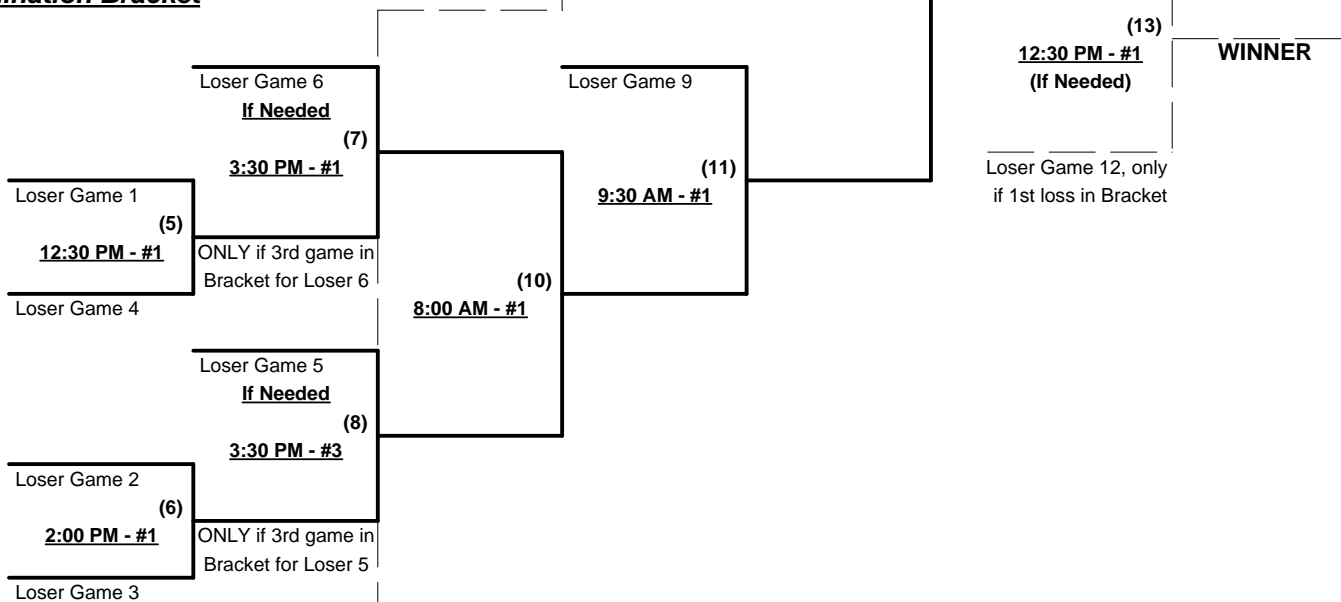 Bracket
(13)
12:30 PM - #1
WINNER
(If Needed)
Loser Game 6
If Needed
(7)
3:30 PM - #1
Loser Game 9
(11)
9:30 AM - #1
Loser Game 12, only
if 1st loss in Bracket
Loser Game 1
(5)
12:30 PM - #1
ONLY if 3rd game in
Bracket for Loser 6
Loser Game 4
(10)
8:00 AM - #1
Loser Game 5
If Needed
(8)
3:30 PM - #3
Loser Game 2
(6)
2:00 PM - #1
ONLY if 3rd game in
Bracket for Loser 5
Loser Game 3